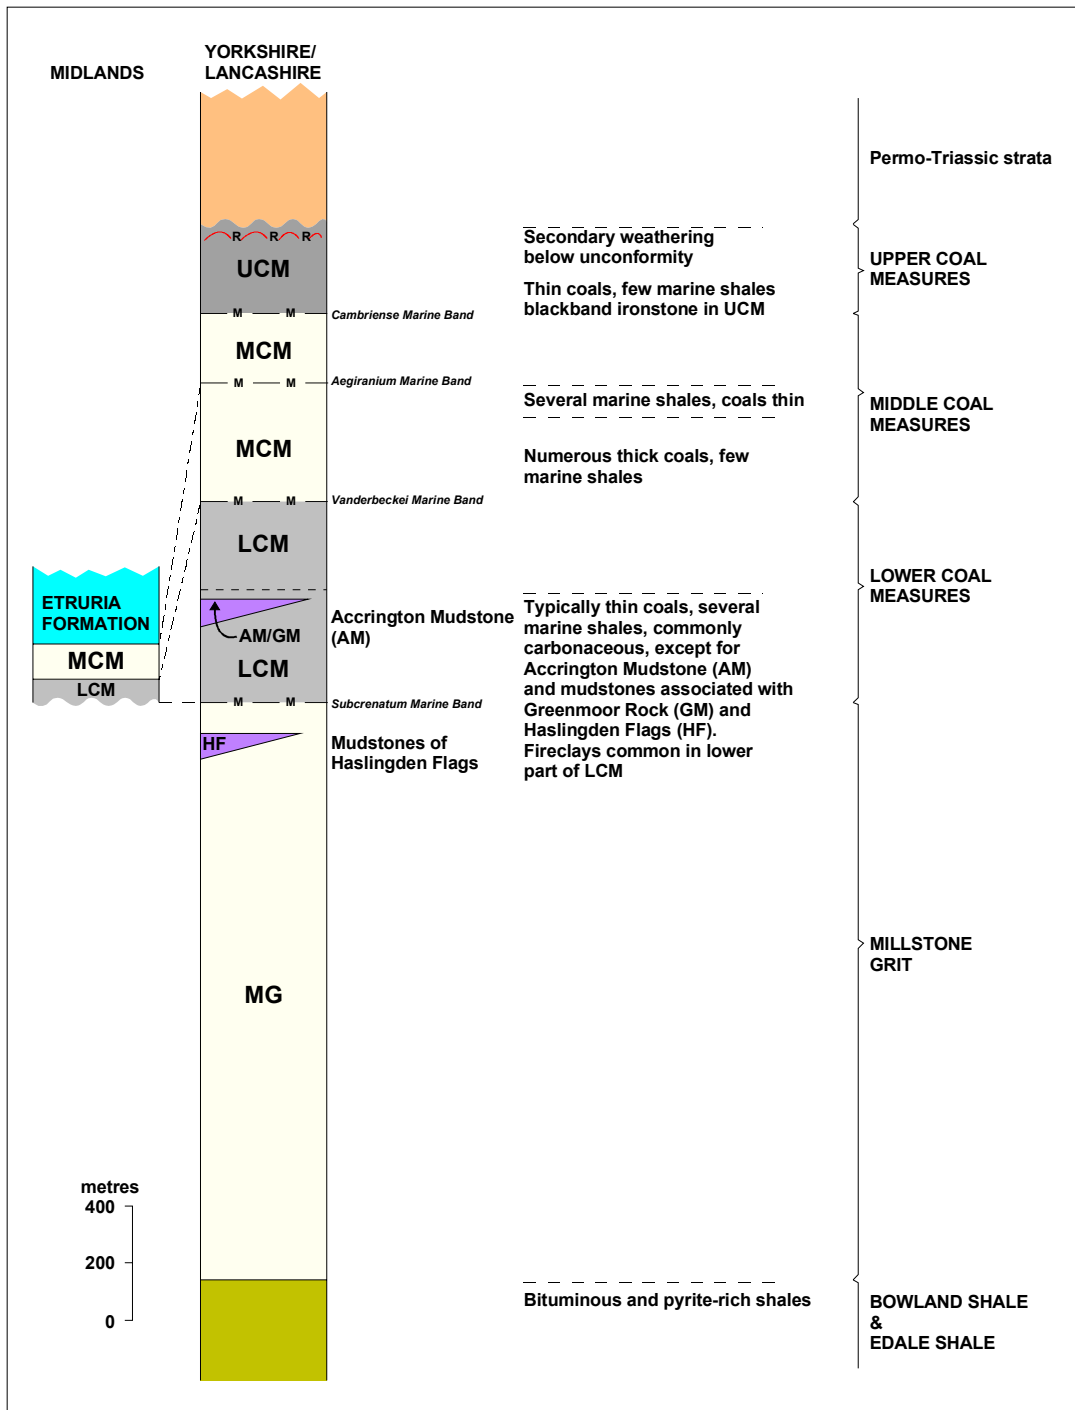 MIDLANDS
YORKSHIRE/
LANCASHIRE
Permo-Triassic strata
R R R
UCM
Secondary weathering
below unconformity
Thin coals, few marine shales
blackband ironstone in UCM
UPPER COAL
MEASURES
M M
Cambriense Marine Band
MCM
M M
Aegiranium Marine Band
Several marine shales, coals thin
MIDDLE COAL
MEASURES
MCM
Numerous thick coals, few
marine shales
M M
Vanderbeckei Marine Band
LCM
LOWER COAL
MEASURES
ETRURIA
FORMATION
MCM
LCM
AM/GM
Accrington Mudstone
(AM)
LCM
Typically thin coals, several
marine shales, commonly
carbonaceous, except for
Accrington Mudstone (AM)
and mudstones associated with
Greenmoor Rock (GM) and
Haslingden Flags (HF).
Fireclays common in lower
part of LCM
M M
Subcrenatum Marine Band
HF
Mudstones of
Haslingden Flags
MILLSTONE
GRIT
MG
metres
400
200
0
Bituminous and pyrite-rich shales
BOWLAND SHALE
&
EDALE SHALE